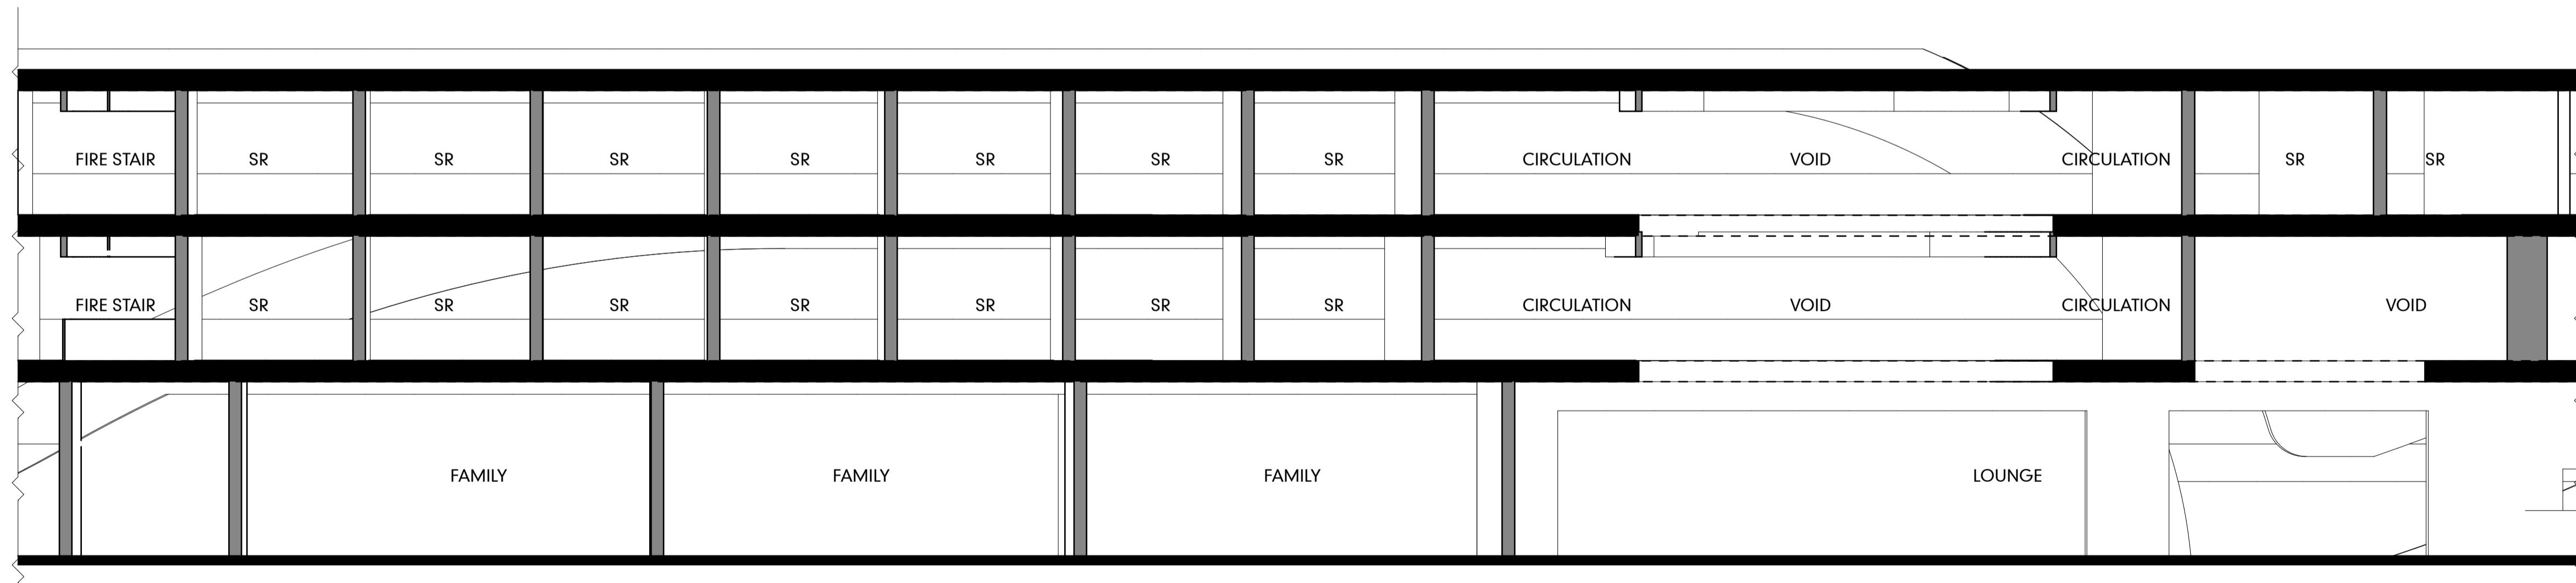 FIRE STAIR SR SR SR SR SR SR SR CIRCULATION VOID CIRCULATION SR SR
FIRE STAIR SR SR SR SR SR SR SR CIRCULATION VOID CIRCULATION VOID
FAMILY FAMILY FAMILY LOUNGE